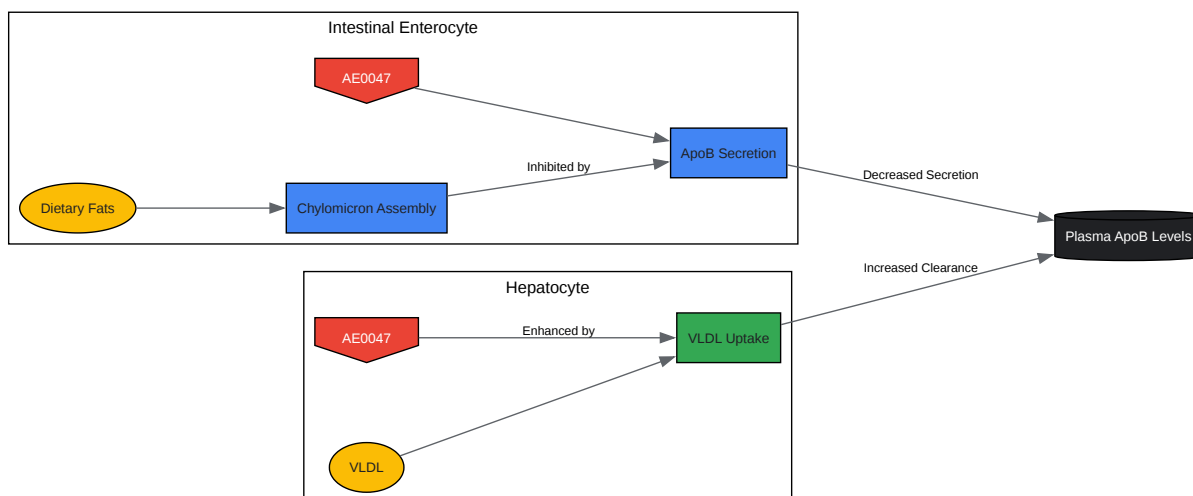 Intestinal Enterocyte
AE0047
ApoB Secretion
Inhibited by
Decreased Secretion
Dietary Fats
Chylomicron Assembly
Plasma ApoB Levels
Increased Clearance
Hepatocyte
AE0047
Enhanced by
VLDL Uptake
VLDL